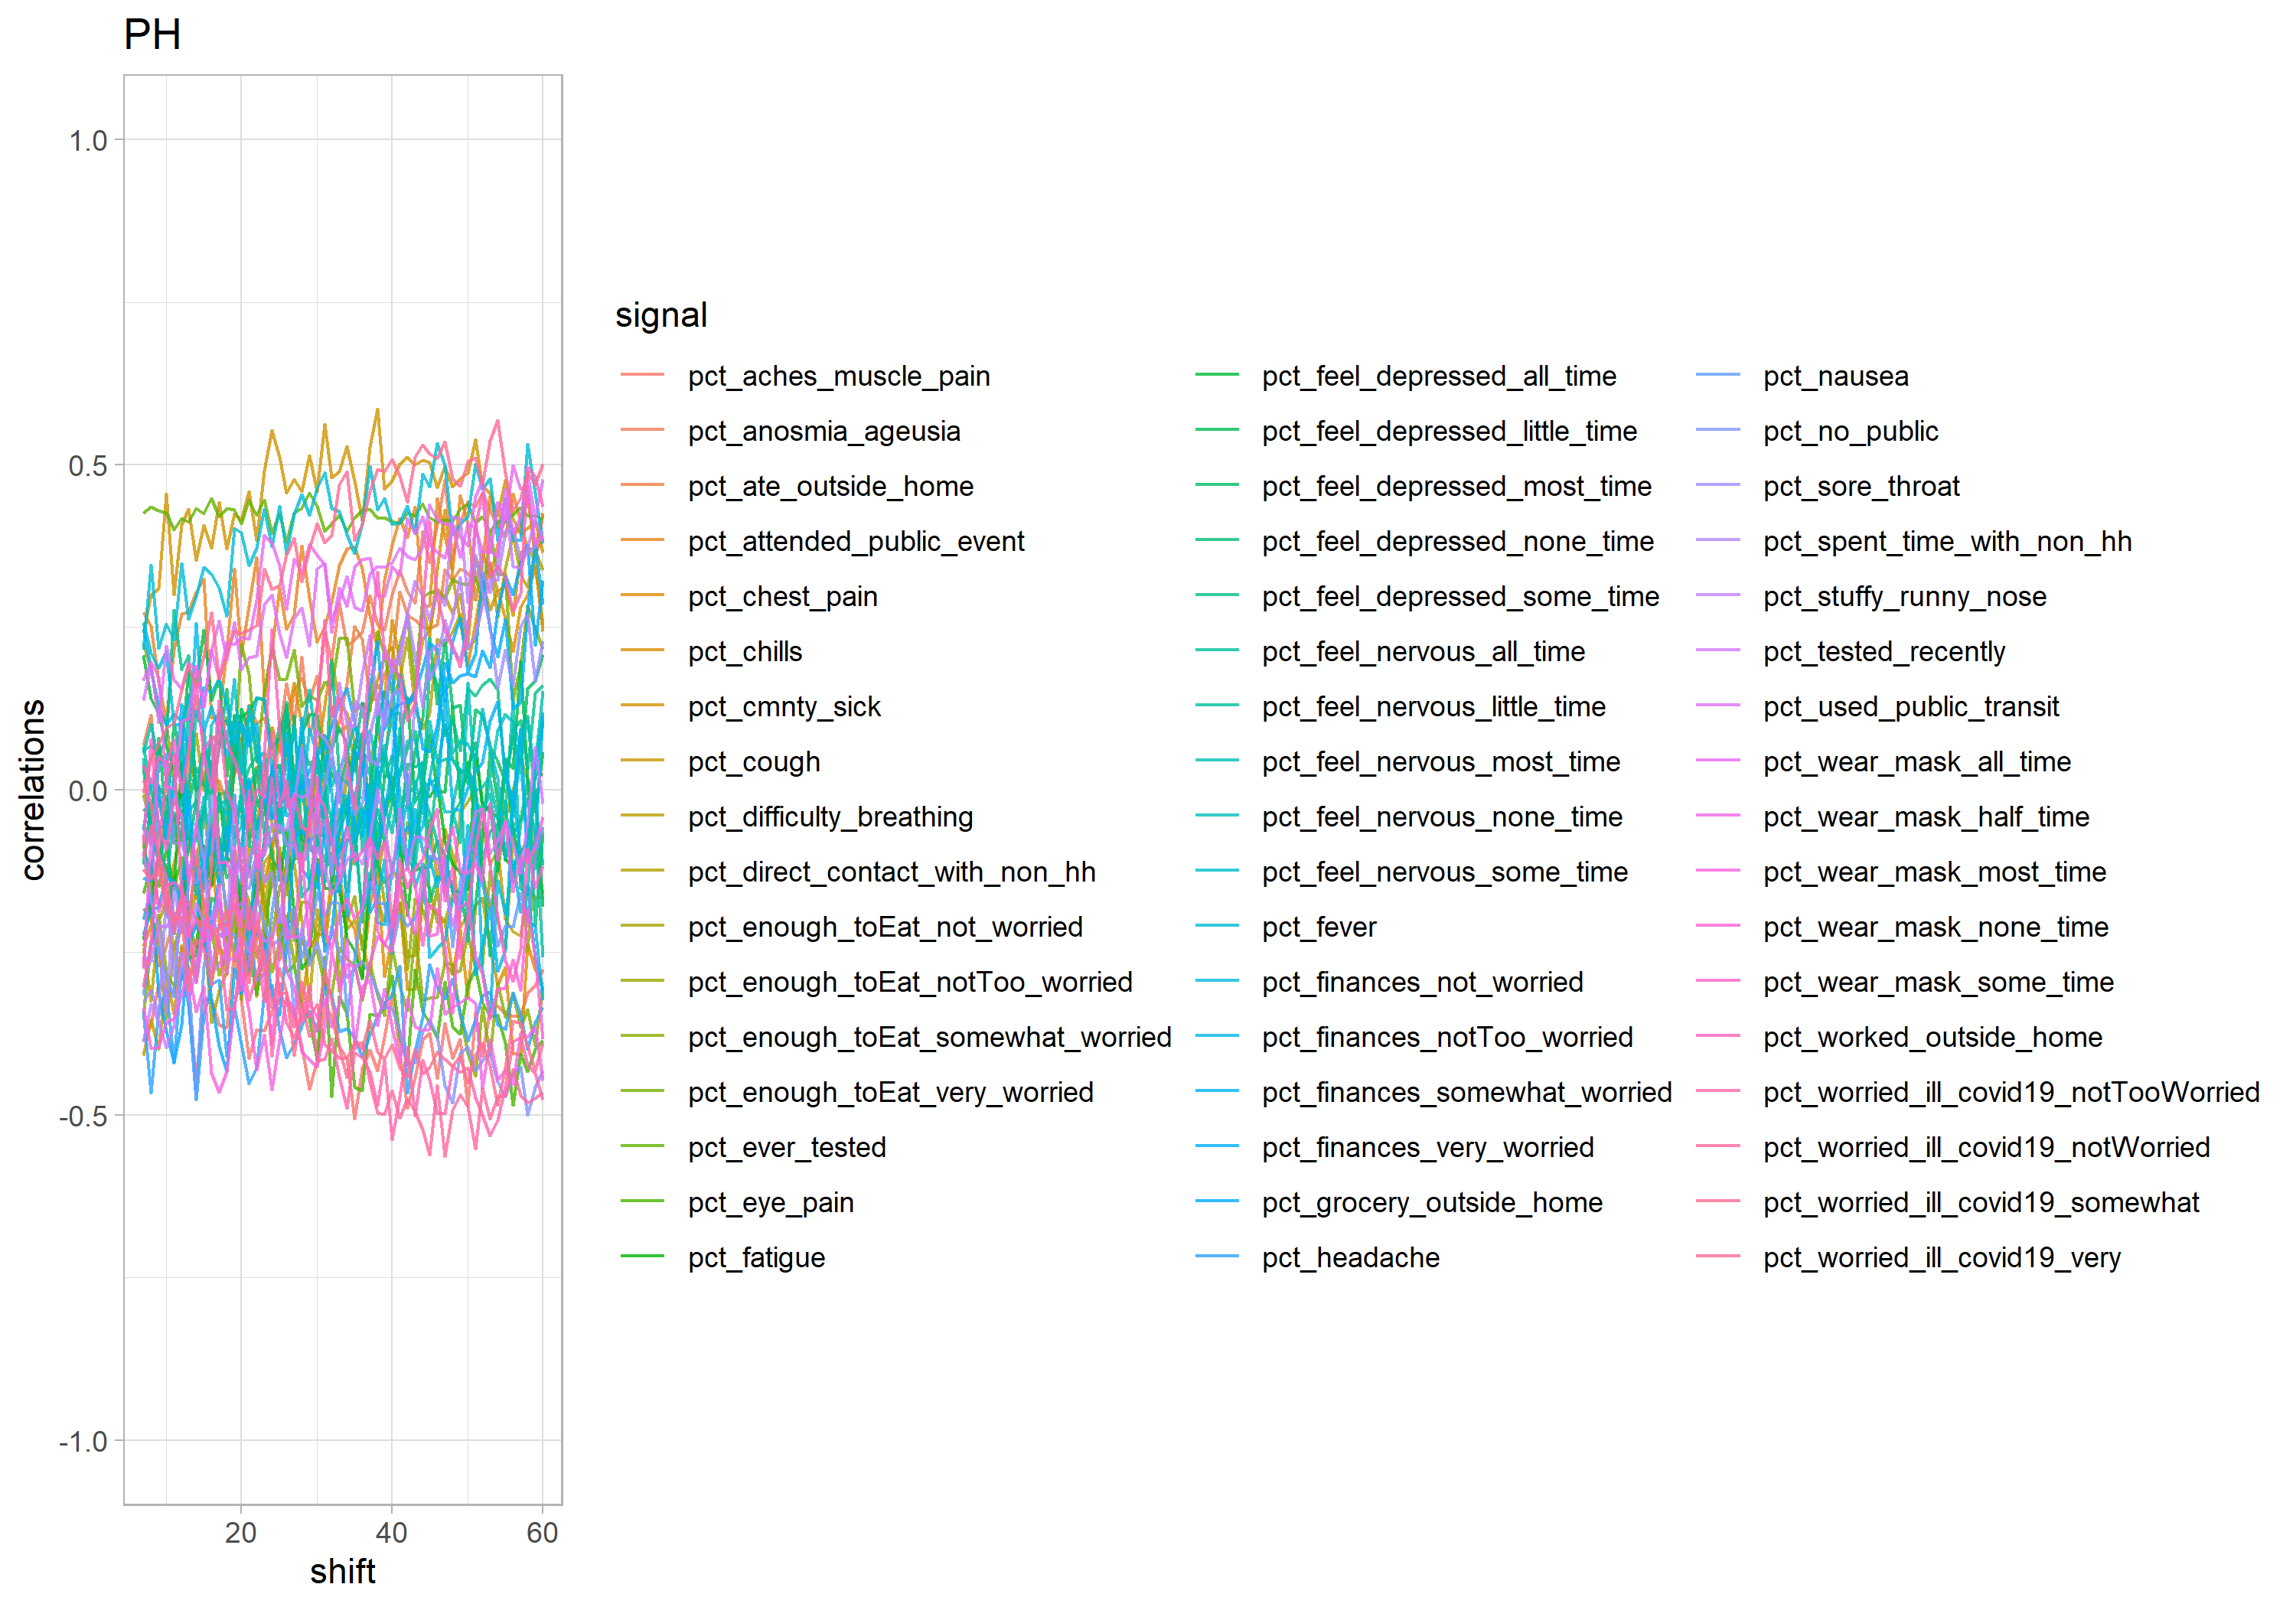 PH
1.0
0.5
0.0
-0.5
-1.0
correlations
20 40 60
shift
signal
pct_aches_muscle_pain
pct_anosmia_ageusia
pct_ate_outside_home
pct_attended_public_event
pct_chest_pain
pct_chills
pct_cmnty_sick
pct_cough
pct_difficulty_breathing
pct_direct_contact_with_non_hh
pct_enough_toEat_not_worried
pct_enough_toEat_notToo_worried
pct_enough_toEat_somewhat_worried
pct_enough_toEat_very_worried
pct_ever_tested
pct_eye_pain
pct_fatigue
pct_feel_depressed_all_time
pct_feel_depressed_little_time
pct_feel_depressed_most_time
pct_feel_depressed_none_time
pct_feel_depressed_some_time
pct_feel_nervous_all_time
pct_feel_nervous_little_time
pct_feel_nervous_most_time
pct_feel_nervous_none_time
pct_feel_nervous_some_time
pct_fever
pct_finances_not_worried
pct_finances_notToo_worried
pct_finances_somewhat_worried
pct_finances_very_worried
pct_grocery_outside_home
pct_headache
pct_nausea
pct_no_public
pct_sore_throat
pct_spent_time_with_non_hh
pct_stuffy_runny_nose
pct_tested_recently
pct_used_public_transit
pct_wear_mask_all_time
pct_wear_mask_half_time
pct_wear_mask_most_time
pct_wear_mask_none_time
pct_wear_mask_some_time
pct_worked_outside_home
pct_worried_ill_covid19_notTooWorried
pct_worried_ill_covid19_notWorried
pct_worried_ill_covid19_somewhat
pct_worried_ill_covid19_very